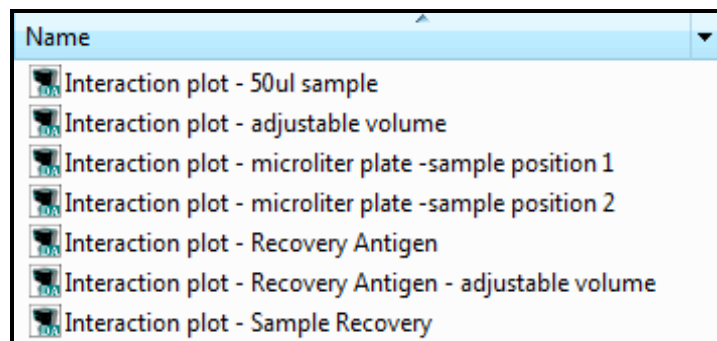 Name
Interaction plot - 50ul sample
Interaction plot - adjustable volume
Interaction plot - microliter plate -sample position 1
Interaction plot - microliter plate -sample position 2
Interaction plot - Recovery Antigen
Interaction plot - Recovery Antigen - adjustable volume
Interaction plot - Sample Recovery